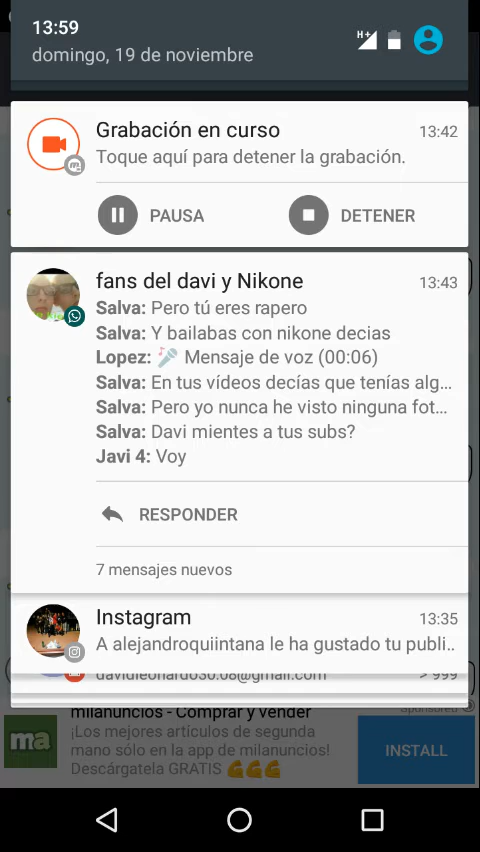 13:59
domingo, 19 de noviembre
H+
Grabación en curso 13:42
Toque aquí para detener la grabación.
PAUSA DETENER
fans del davi y Nikone 13:43
Salva: Pero tú eres rapero
Salva: Y bailabas con nikone decias
Lopez: 🎤 Mensaje de voz (00:06)
Salva: En tus vídeos decías que tenías alg...
Salva: Pero yo nunca he visto ninguna fot...
Salva: Davi mientes a tus subs?
Javi 4: Voy
RESPONDER
7 mensajes nuevos
Instagram 13:35
A alejandroquiintana le ha gustado tu publi..
davidleonardo30.08@gmail.com > 999
Sponsored
milanuncios - Comprar y vender
¡Los mejores artículos de segunda
mano sólo en la app de milanuncios!
Descárgatela GRATIS 💪💪💪
ma
INSTALL